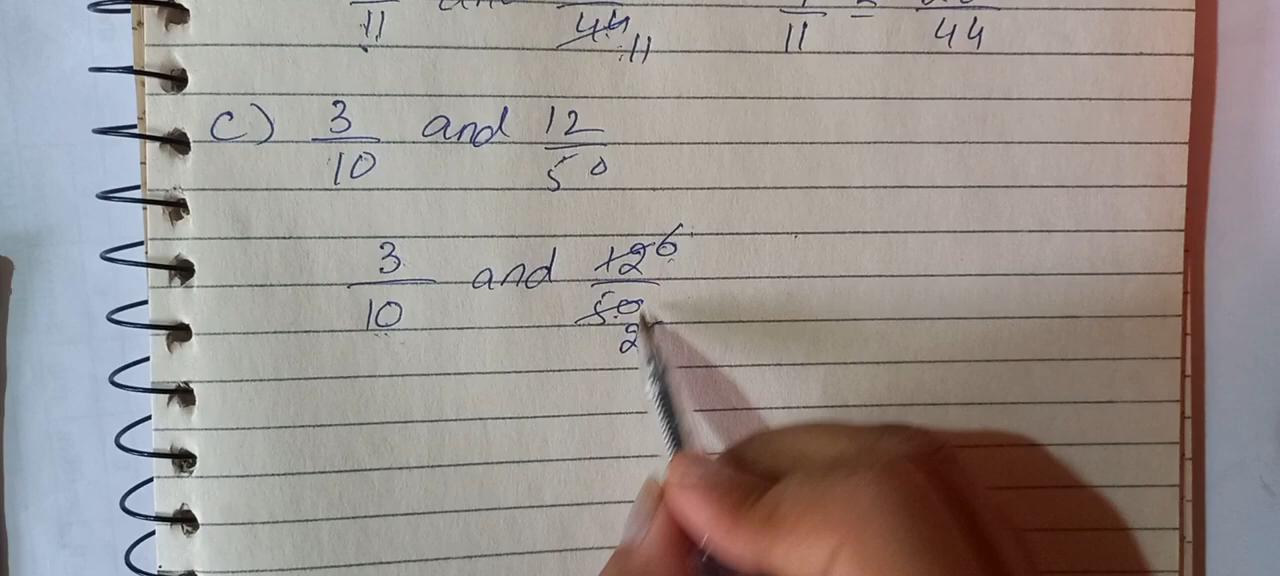 11 44 11 11 = 44
c) 3/10 and 12/50
3/10 and 12 6/50 2